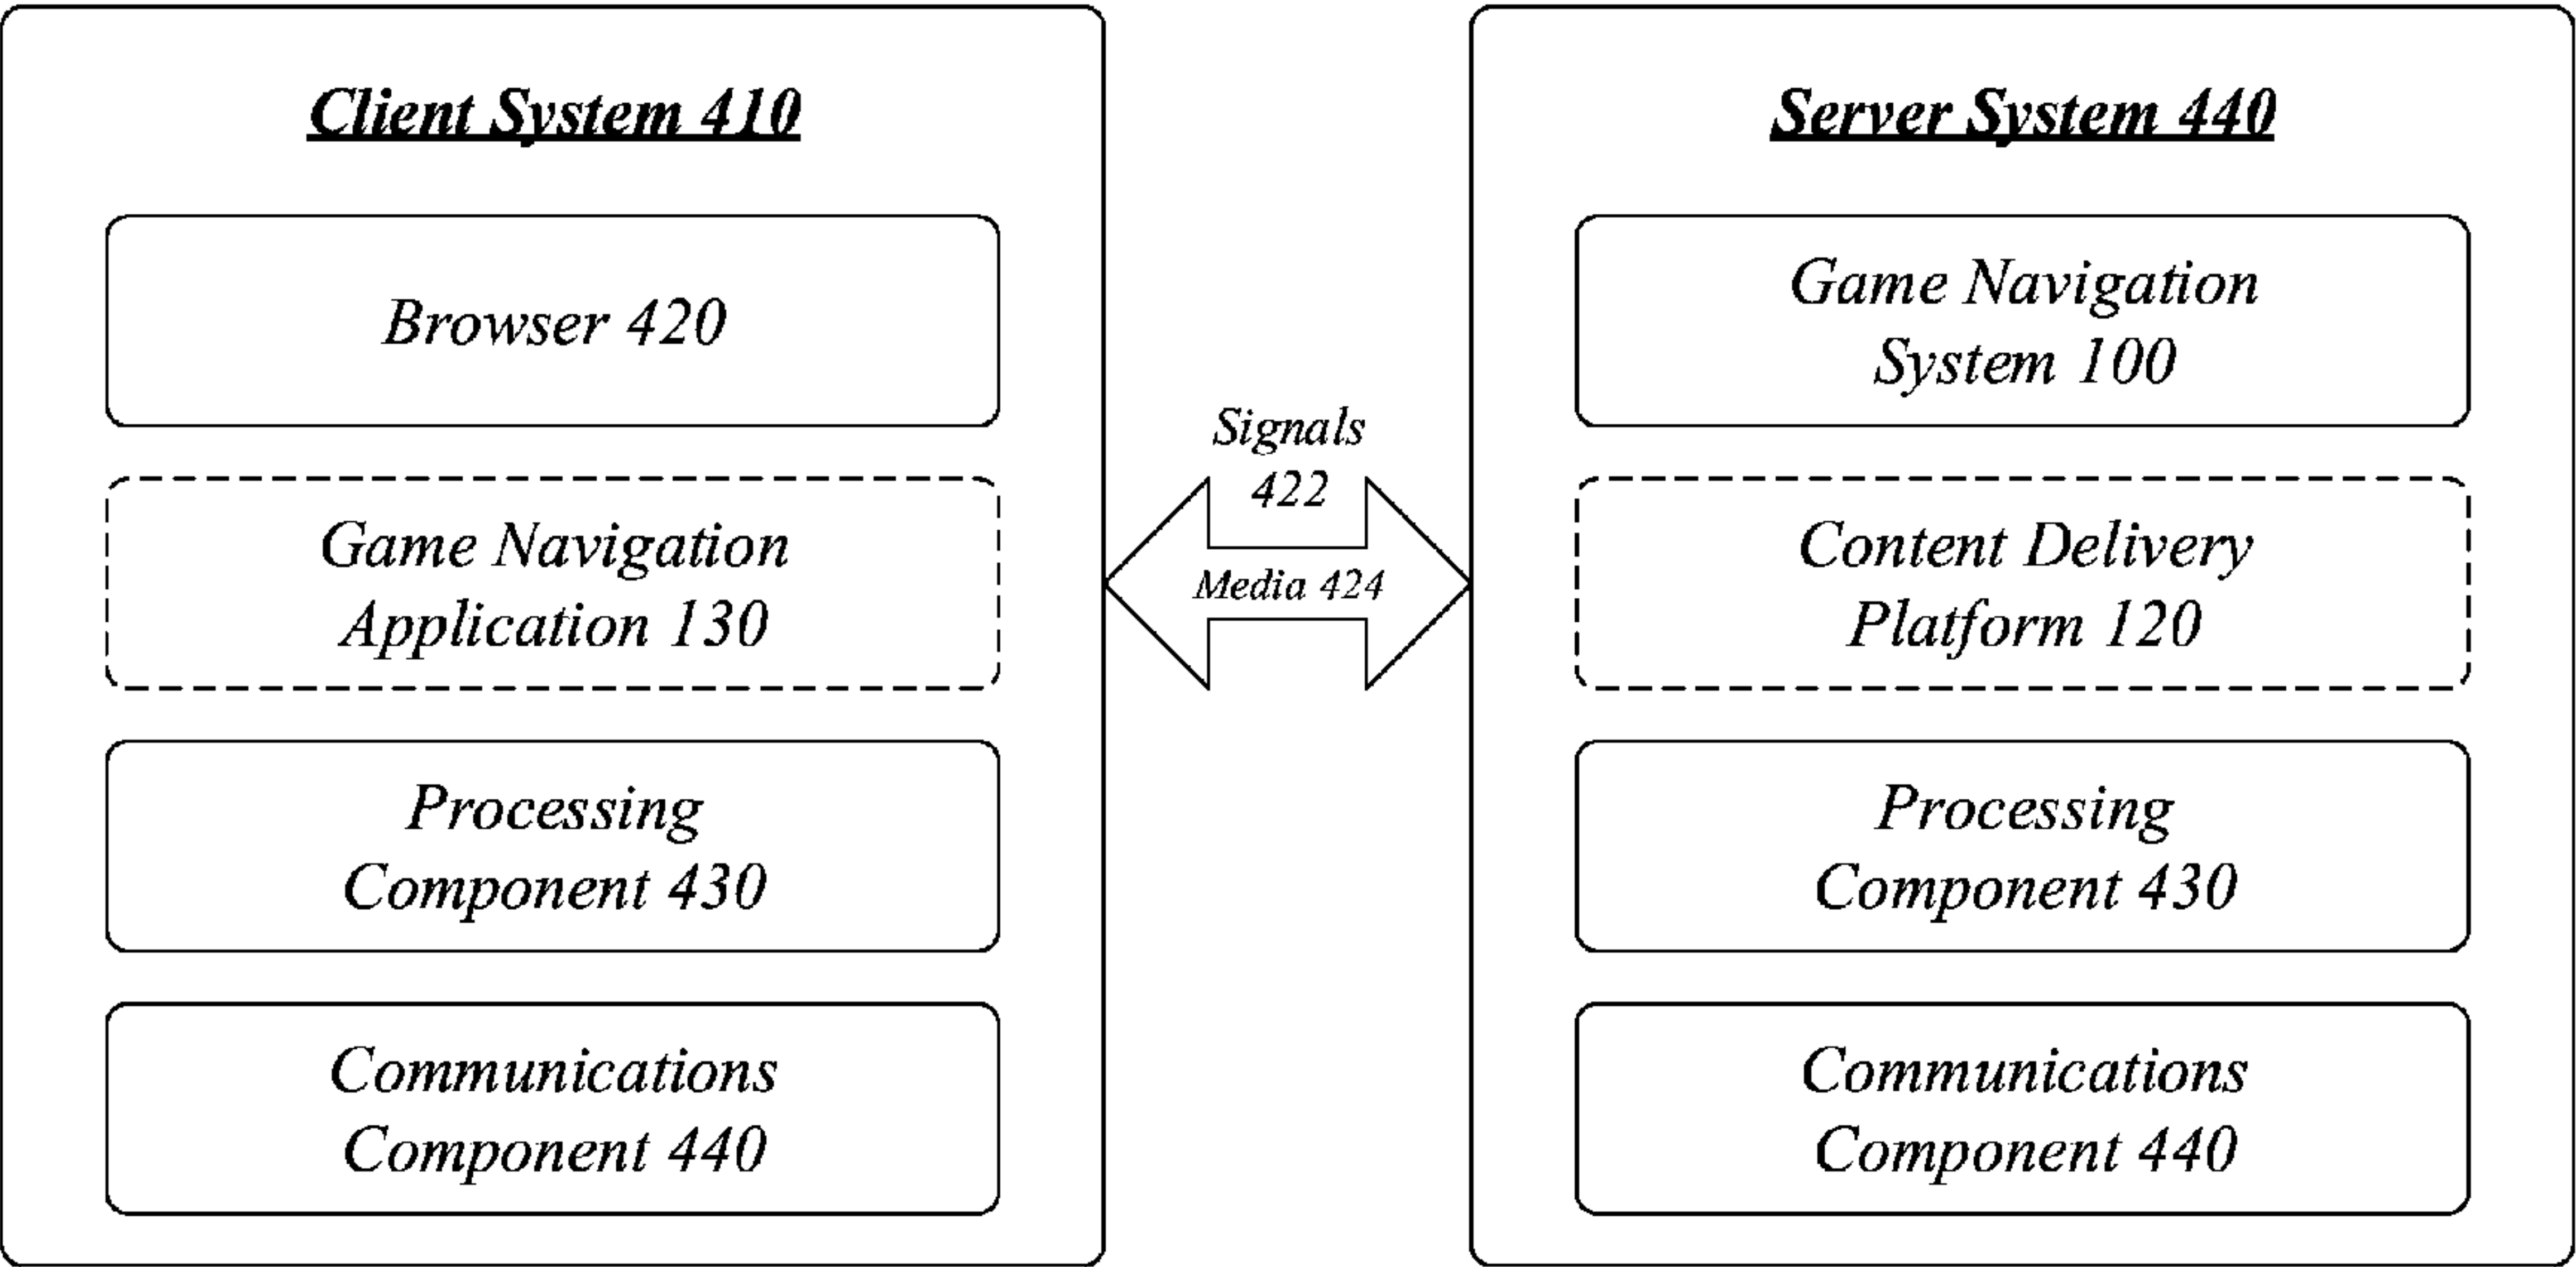 Client System 410
Browser 420
Game Navigation
Application 130
Processing
Component 430
Communications
Component 440
Signals
422
Media 424
Server System 440
Game Navigation
System 100
Content Delivery
Platform 120
Processing
Component 430
Communications
Component 440